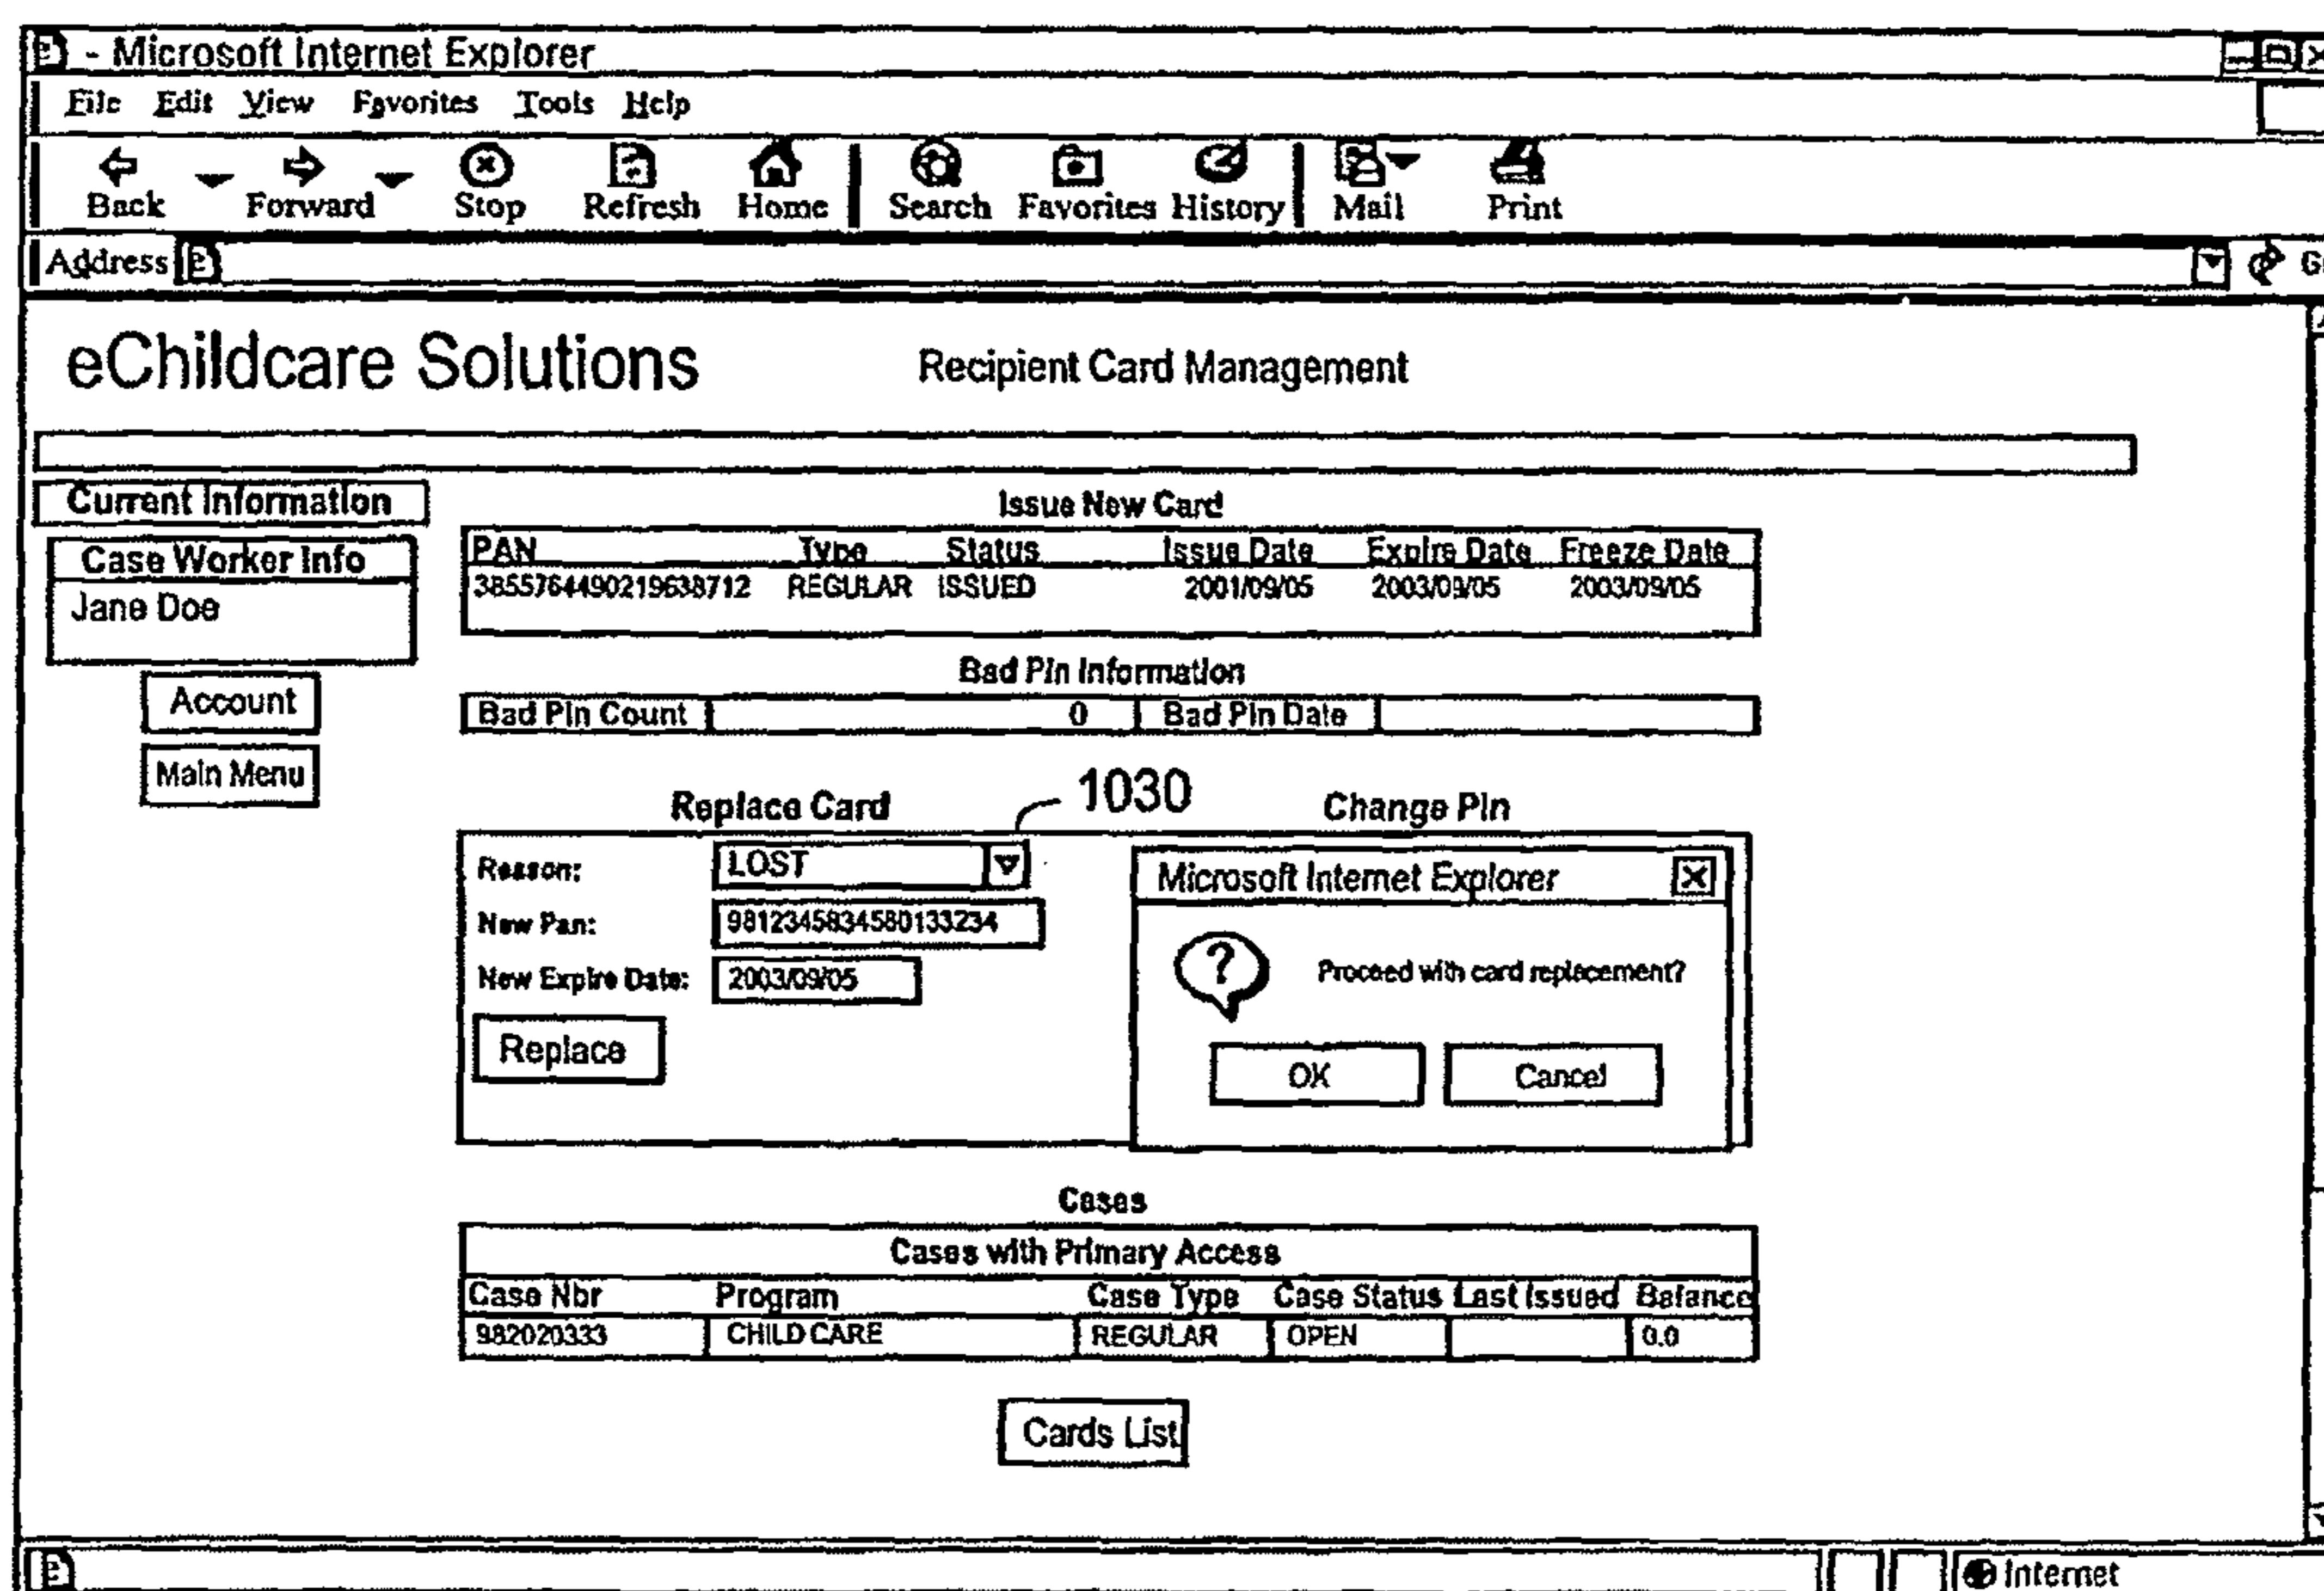 - Microsoft Internet Explorer
File Edit View Favorites Tools Help
Back Forward Stop Refresh Home Search Favorites History Mail Print
Address
eChildcare Solutions Recipient Card Management
Current Information
Case Worker Info
Jane Doe
Account
Main Menu
Issue New Card
PAN Type Status Issue Date Expire Date Freeze Date
3855764490219638712 REGULAR ISSUED 2001/09/05 2003/09/05 2003/09/05
Bad Pin Information
Bad Pin Count 0 Bad Pin Date
Replace Card 1030 Change Pin
Reason: LOST
New Pan: 9812345834580133234
New Expire Date: 2003/09/05
Replace
Microsoft Internet Explorer
? Proceed with card replacement?
OK Cancel
Cases
Cases with Primary Access
Case Nbr Program Case Type Case Status Last Issued Balance
982020333 CHILD CARE REGULAR OPEN 0.0
Cards List
Internet